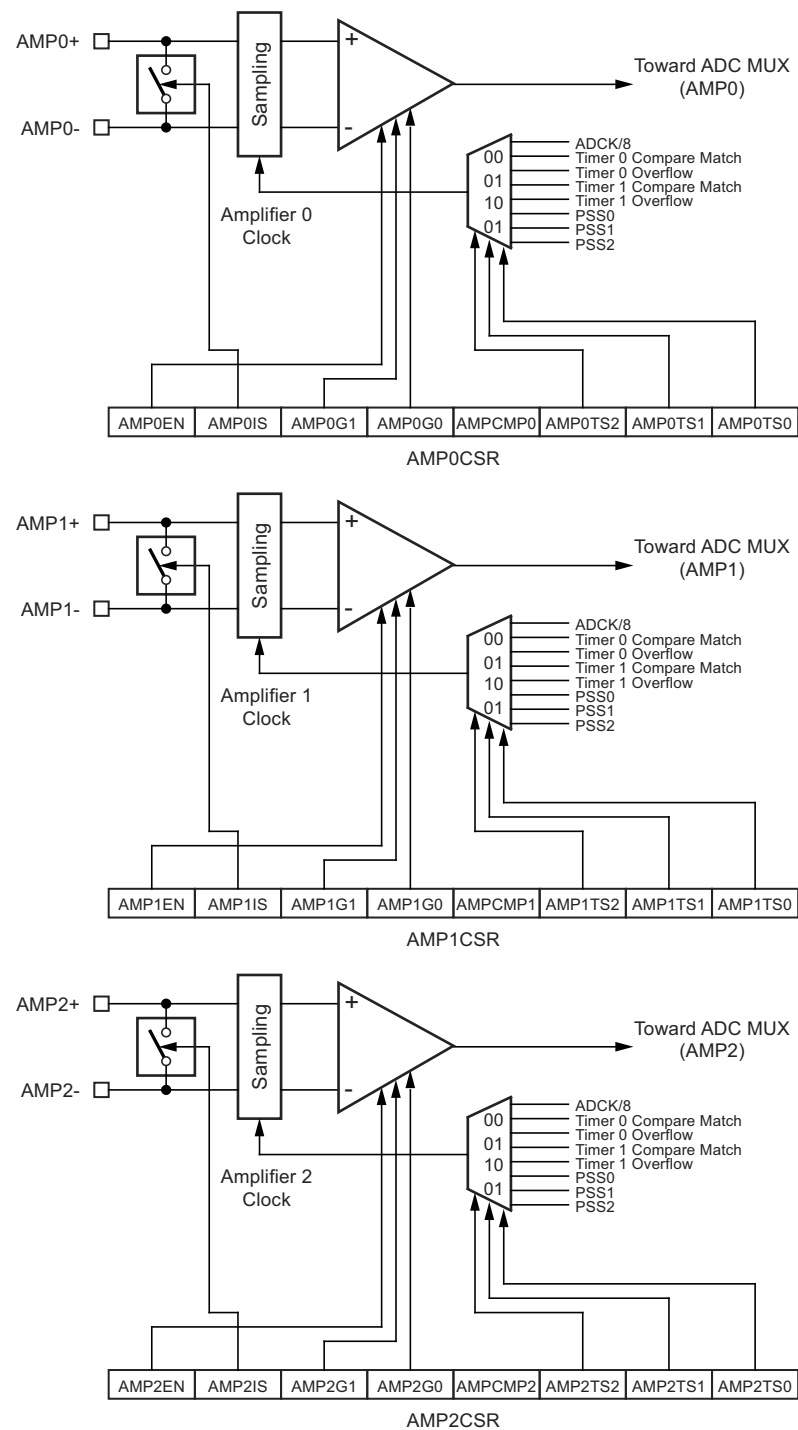 AMP0+
AMP0-
Sampling
+
-
Toward ADC MUX
(AMP0)
Amplifier 0
Clock
00
01
10
01
ADCK/8
Timer 0 Compare Match
Timer 0 Overflow
Timer 1 Compare Match
Timer 1 Overflow
PSS0
PSS1
PSS2
AMP0EN AMP0IS AMP0G1 AMP0G0 AMPCMP0 AMP0TS2 AMP0TS1 AMP0TS0
AMP0CSR
AMP1+
AMP1-
Sampling
+
-
Toward ADC MUX
(AMP1)
Amplifier 1
Clock
00
01
10
01
ADCK/8
Timer 0 Compare Match
Timer 0 Overflow
Timer 1 Compare Match
Timer 1 Overflow
PSS0
PSS1
PSS2
AMP1EN AMP1IS AMP1G1 AMP1G0 AMPCMP1 AMP1TS2 AMP1TS1 AMP1TS0
AMP1CSR
AMP2+
AMP2-
Sampling
+
-
Toward ADC MUX
(AMP2)
Amplifier 2
Clock
00
01
10
01
ADCK/8
Timer 0 Compare Match
Timer 0 Overflow
Timer 1 Compare Match
Timer 1 Overflow
PSS0
PSS1
PSS2
AMP2EN AMP2IS AMP2G1 AMP2G0 AMPCMP2 AMP2TS2 AMP2TS1 AMP2TS0
AMP2CSR